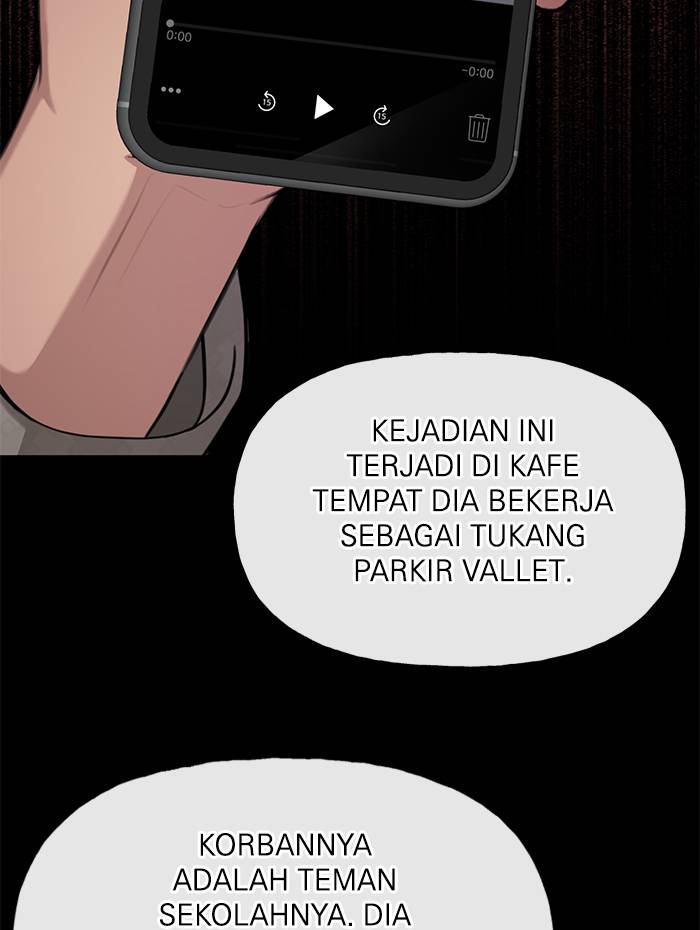 0:00
-0:00
15
15
KEJADIAN INI
TERJADI DI KAFE
TEMPAT DIA BEKERJA
SEBAGAI TUKANG
PARKIR VALLET.
KORBANNYA
ADALAH TEMAN
SEKOLAHNYA. DIA